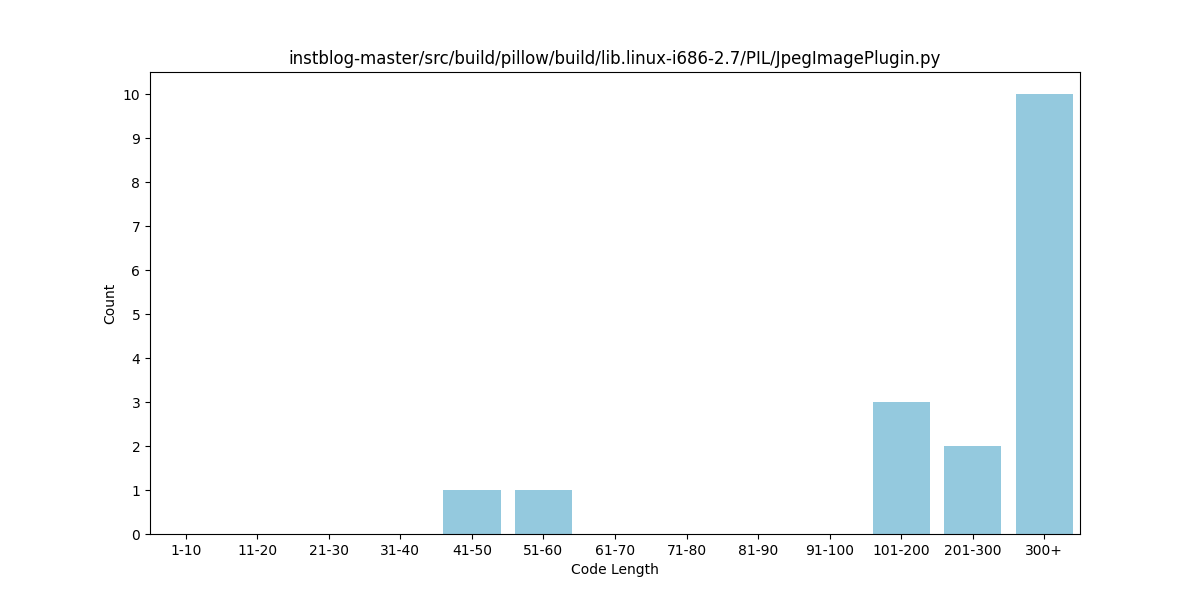 instblog-master/src/build/pillow/build/lib.linux-i686-2.7/PIL/JpegImagePlugin.py
10
9
8
7
6
5
4
3
2
1
0
Count
1-10 11-20 21-30 31-40 41-50 51-60 61-70 71-80 81-90 91-100 101-200 201-300 300+
Code Length